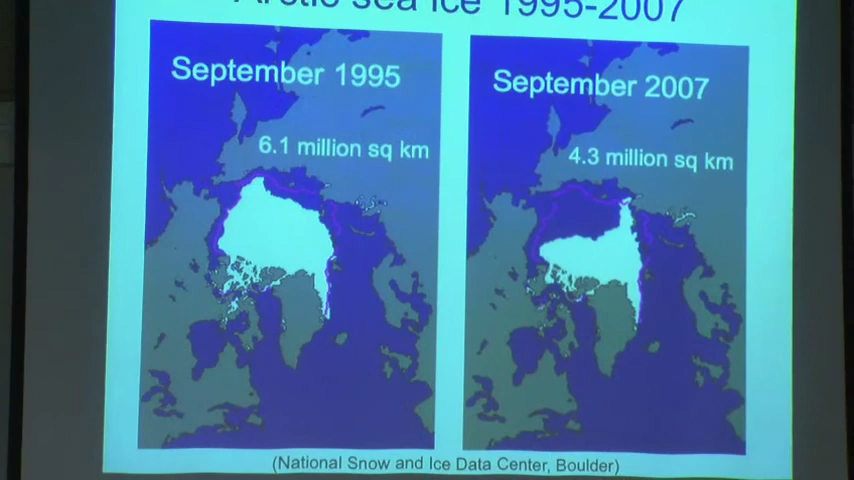 Arctic sea ice 1995-2007
September 1995
6.1 million sq km
September 2007
4.3 million sq km
(National Snow and Ice Data Center, Boulder)